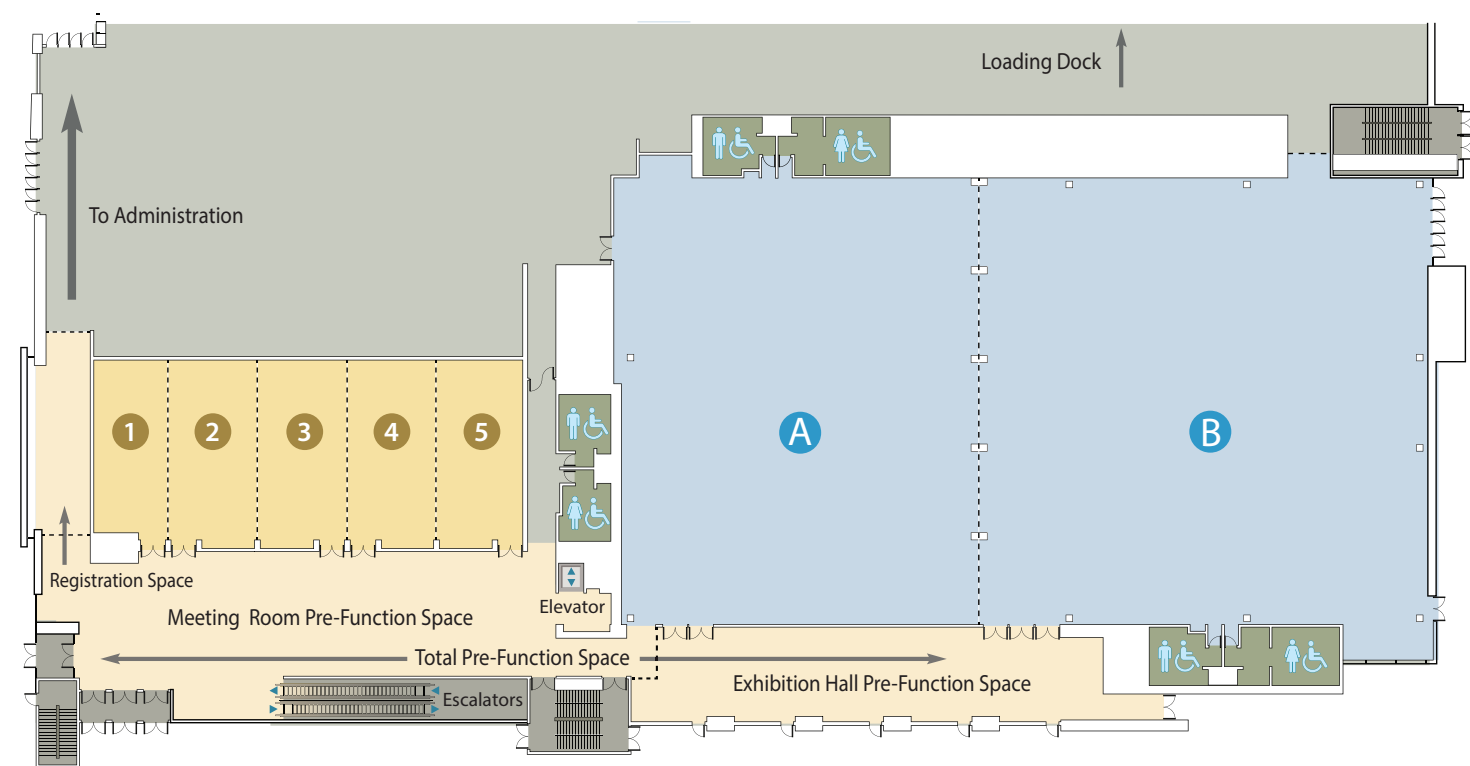 Loading Dock
To Administration
1
2
3
4
5
A
B
Registration Space
Elevator
Meeting Room Pre-Function Space
Total Pre-Function Space
Exhibition Hall Pre-Function Space
Escalators